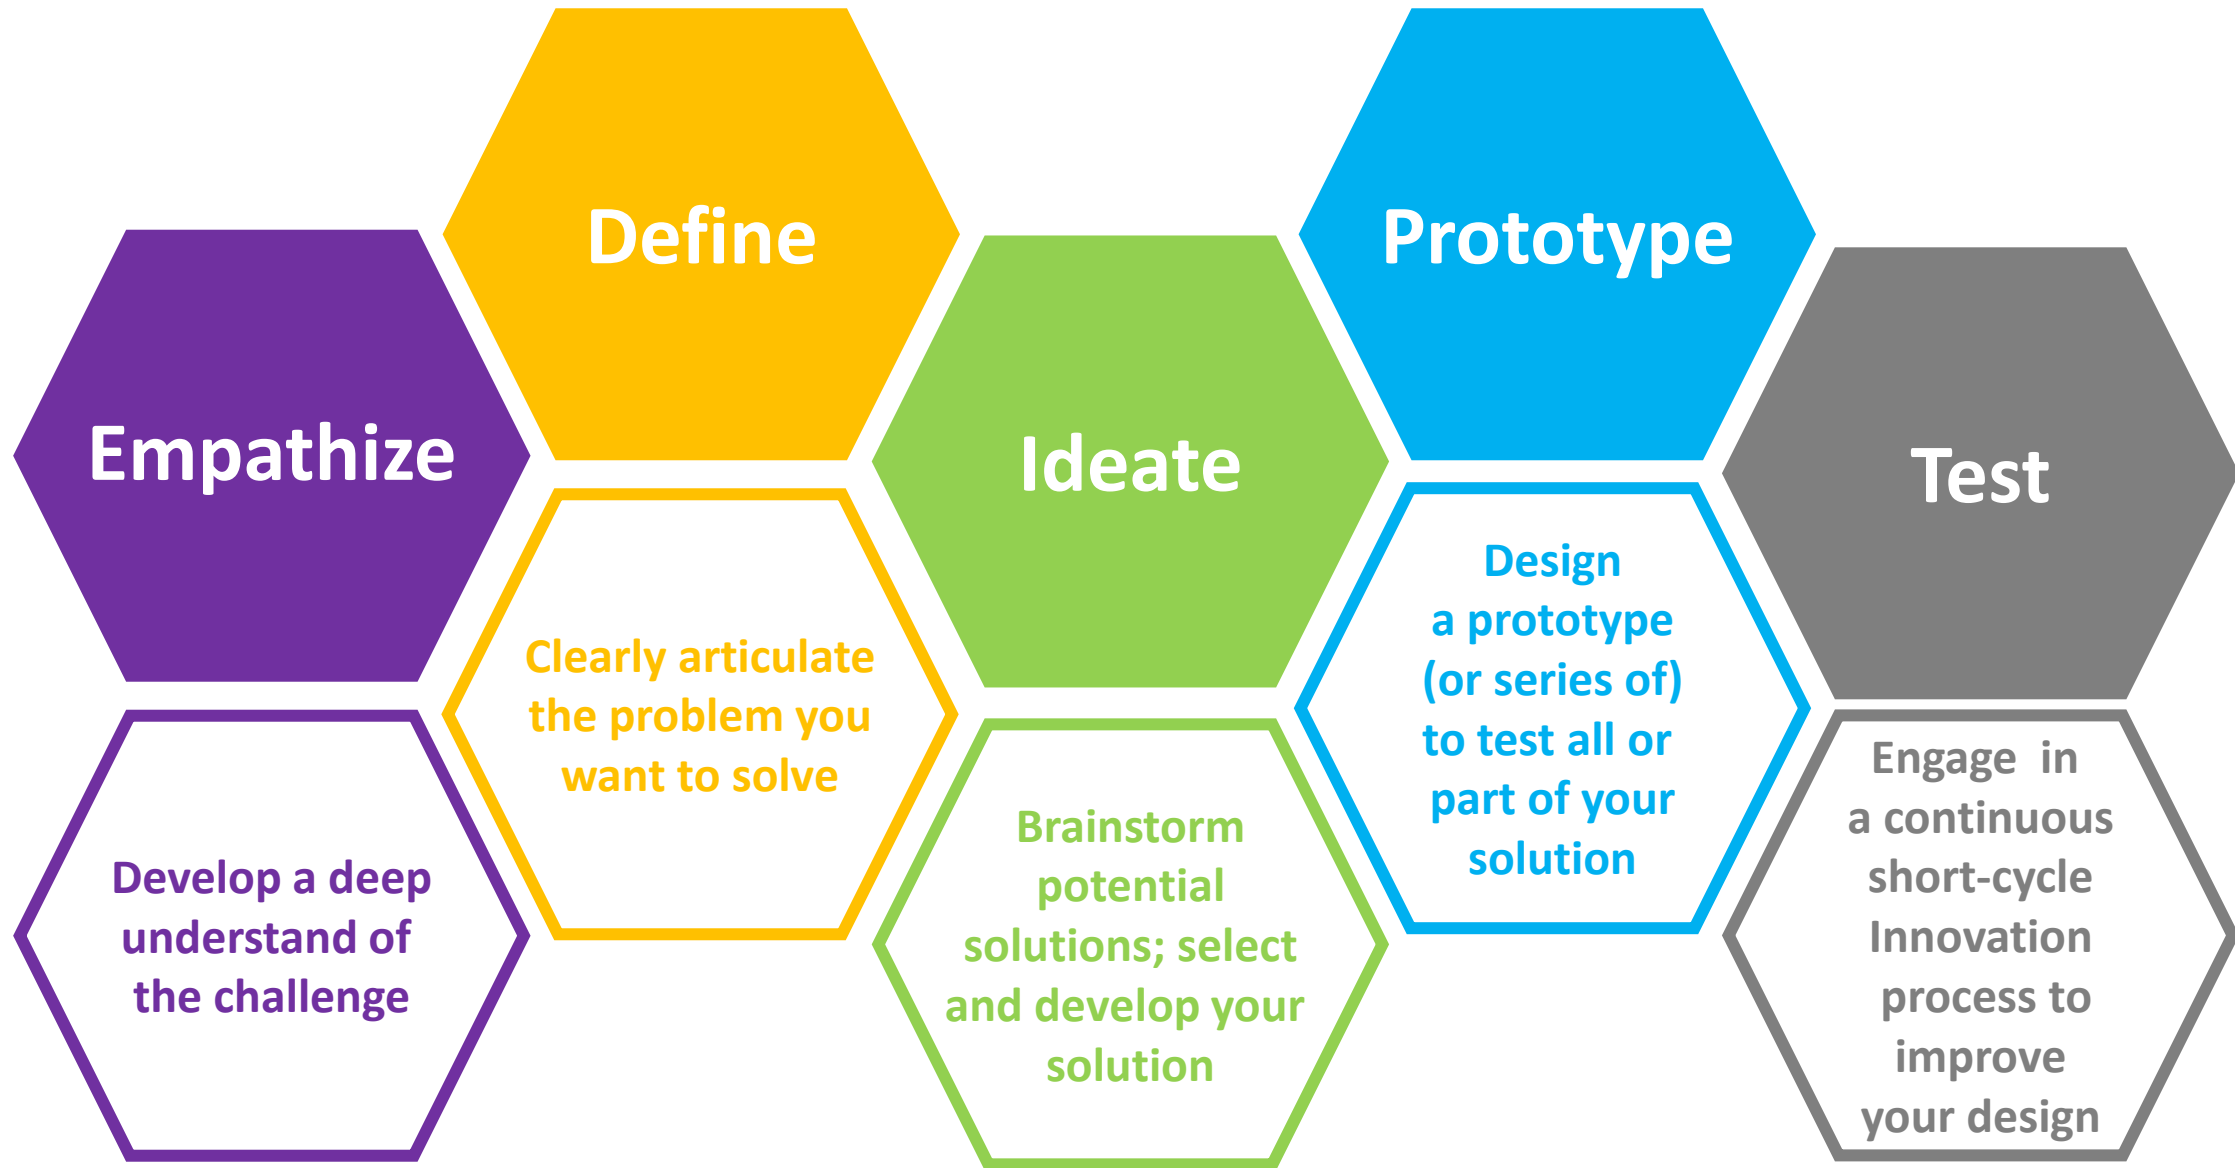 Empathize
Develop a deep
understand of
the challenge
Define
Clearly articulate
the problem you
want to solve
Ideate
Brainstorm
potential
solutions; select
and develop your
solution
Prototype
Design
a prototype
(or series of)
to test all or
part of your
solution
Test
Engage  in
a continuous
short-cycle
Innovation
process to
improve
your design